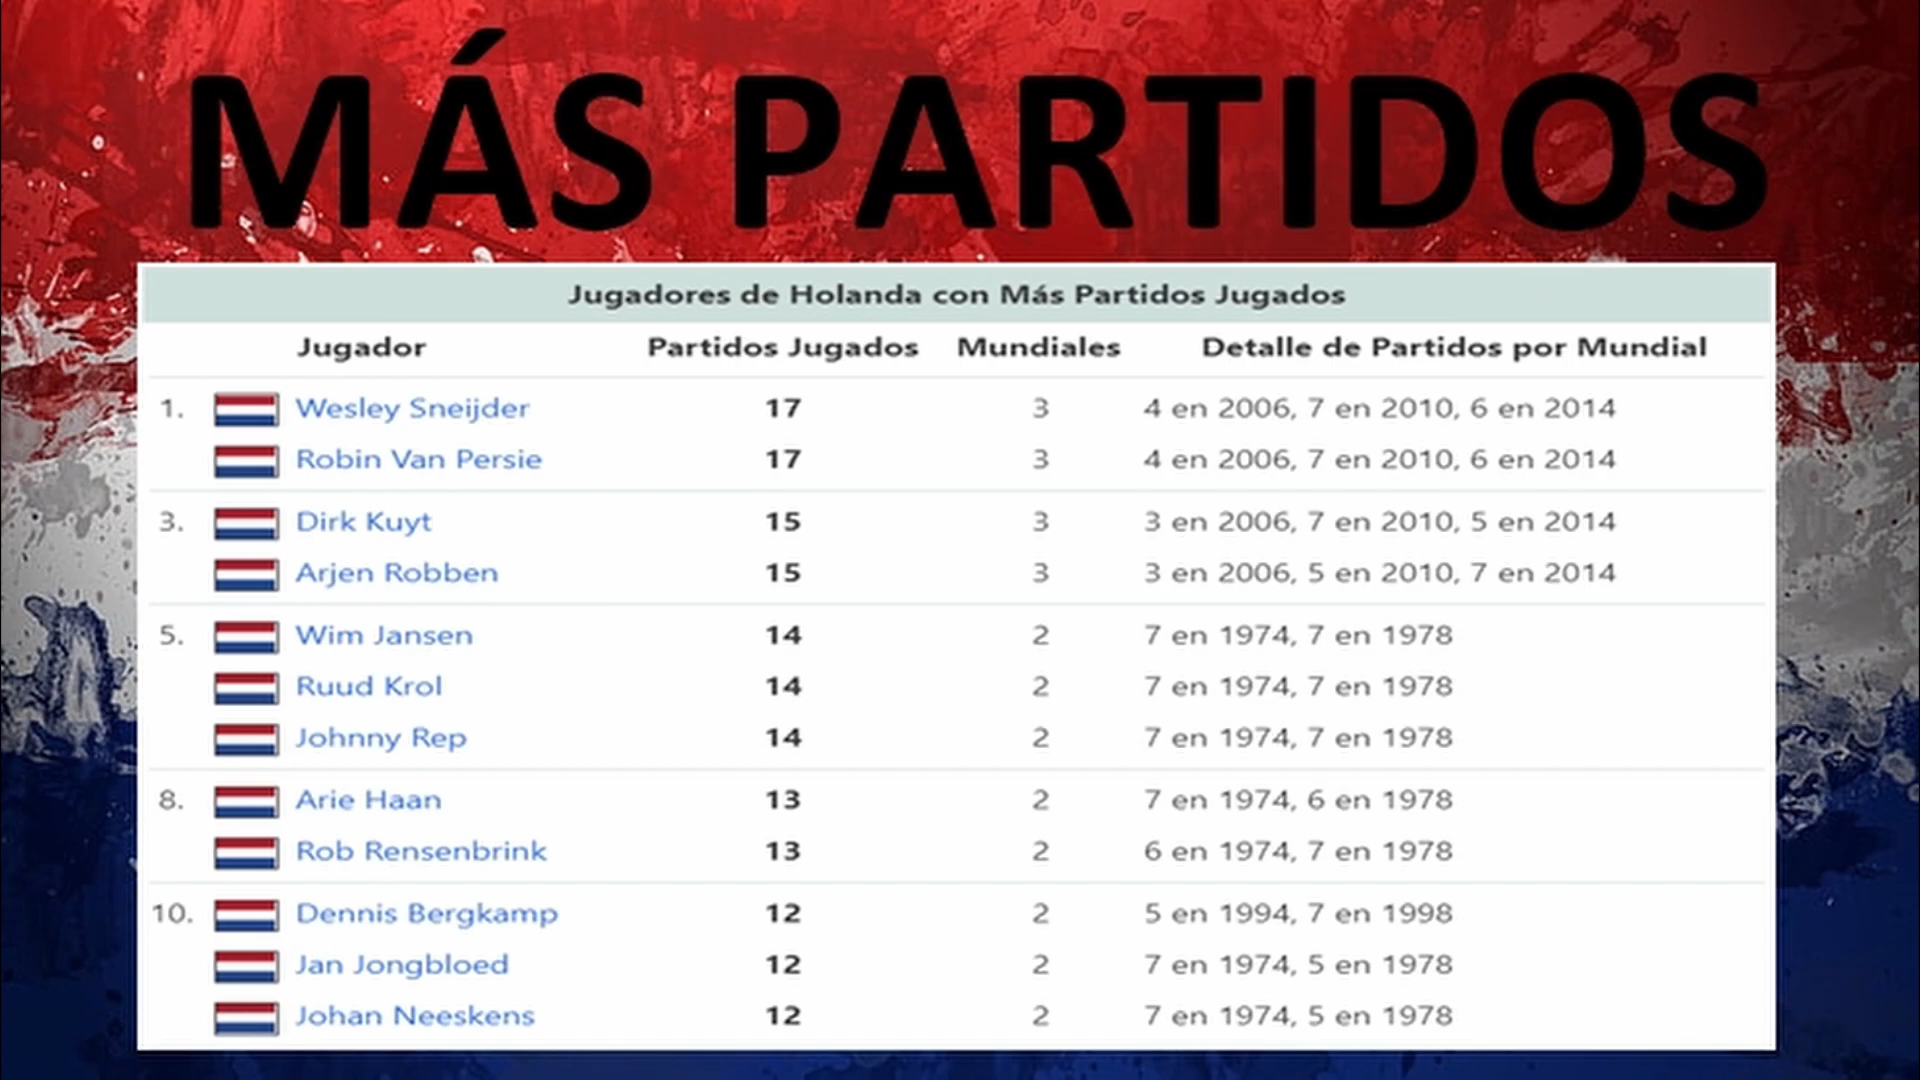 MÁS PARTIDOS
Jugadores de Holanda con Más Partidos Jugados
Jugador Partidos Jugados Mundiales Detalle de Partidos por Mundial
1. Wesley Sneijder 17 3 4 en 2006, 7 en 2010, 6 en 2014
Robin Van Persie 17 3 4 en 2006, 7 en 2010, 6 en 2014
3. Dirk Kuyt 15 3 3 en 2006, 7 en 2010, 5 en 2014
Arjen Robben 15 3 3 en 2006, 5 en 2010, 7 en 2014
5. Wim Jansen 14 2 7 en 1974, 7 en 1978
Ruud Krol 14 2 7 en 1974, 7 en 1978
Johnny Rep 14 2 7 en 1974, 7 en 1978
8. Arie Haan 13 2 7 en 1974, 6 en 1978
Rob Rensenbrink 13 2 6 en 1974, 7 en 1978
10. Dennis Bergkamp 12 2 5 en 1994, 7 en 1998
Jan Jongbloed 12 2 7 en 1974, 5 en 1978
Johan Neeskens 12 2 7 en 1974, 5 en 1978